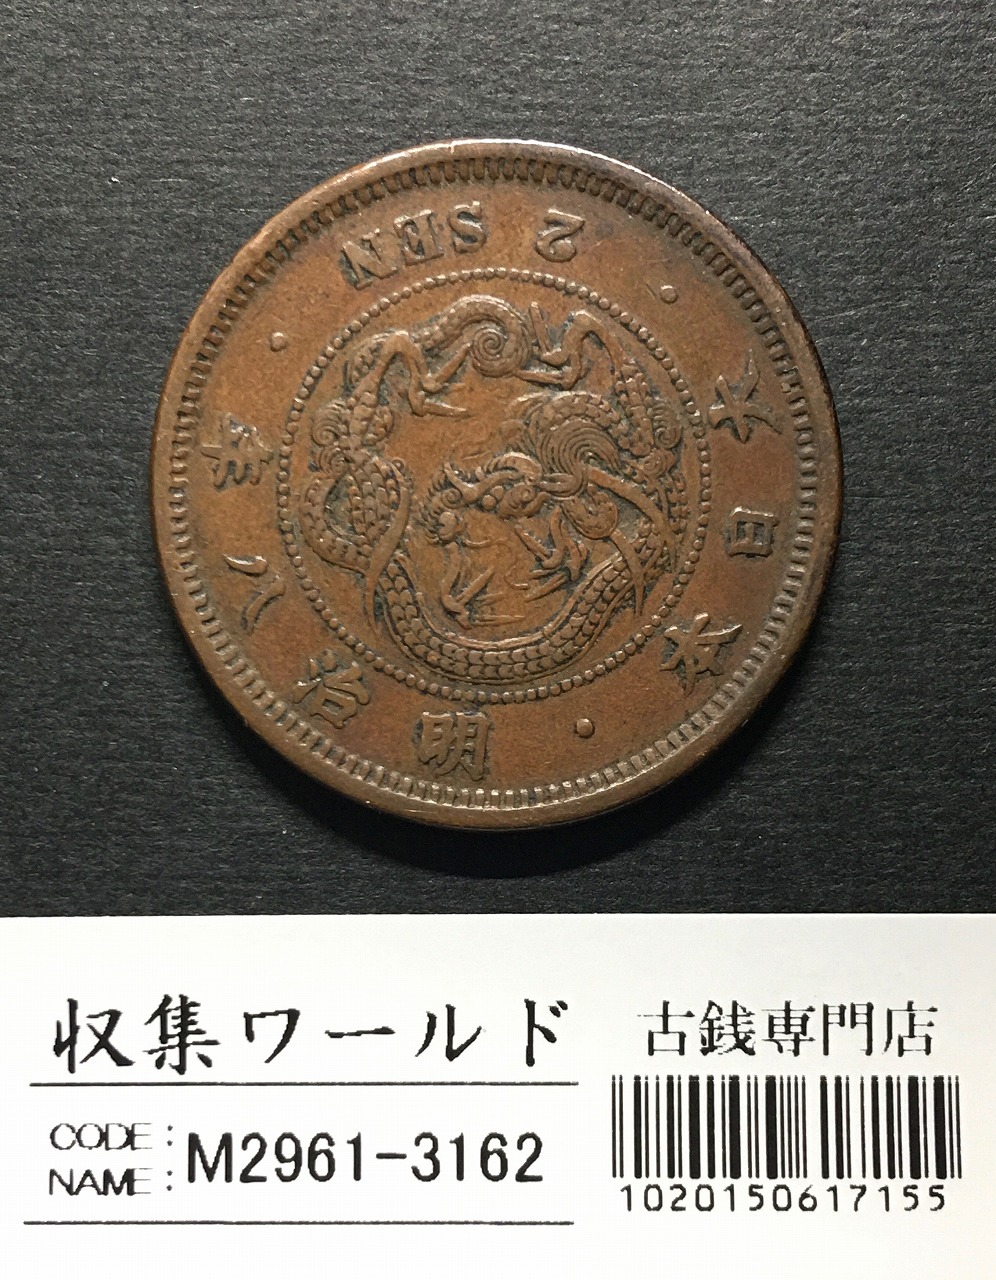 大日本・明治八年・2 SEN・
収集ワールド
古銭専門店
CODE:
NAME:
M2961-3162
1020150617155